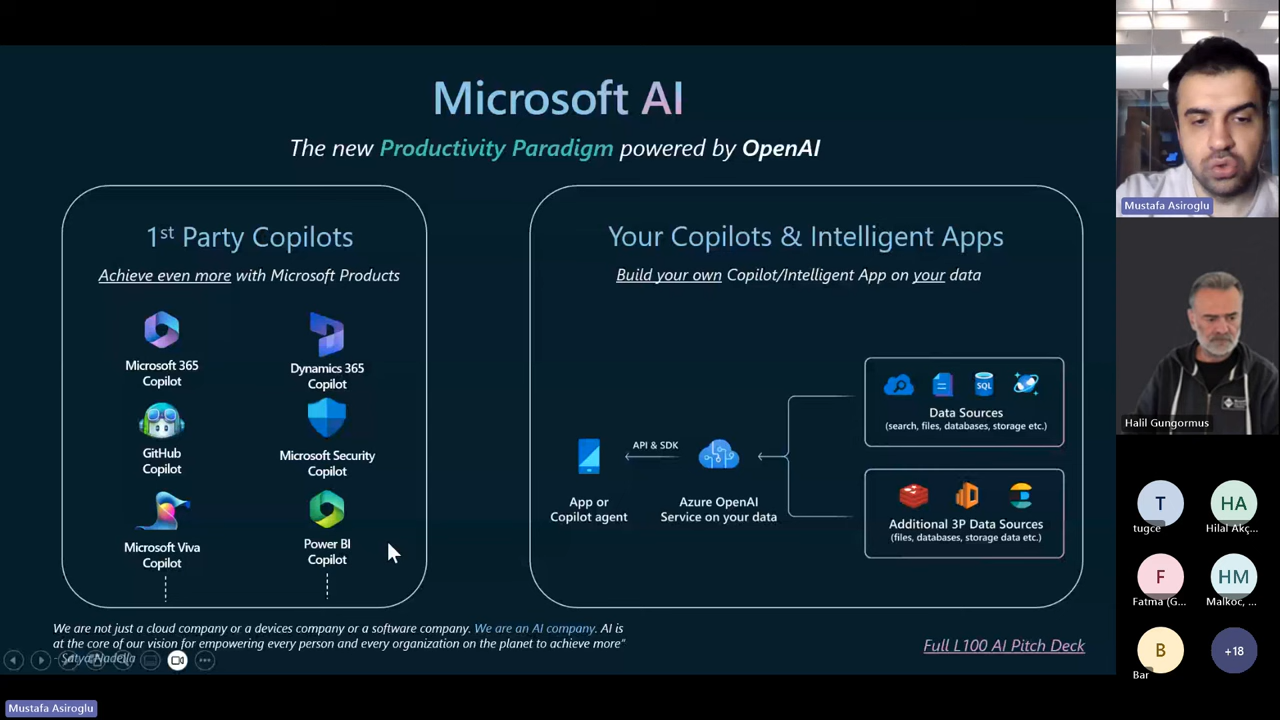 Microsoft AI
The new Productivity Paradigm powered by OpenAI
1st Party Copilots
Achieve even more with Microsoft Products
Microsoft 365
Copilot
Dynamics 365
Copilot
GitHub
Copilot
Microsoft Security
Copilot
Microsoft Viva
Copilot
Power BI
Copilot
Your Copilots & Intelligent Apps
Build your own Copilot/Intelligent App on your data
App or
Copilot agent
API & SDK
Azure OpenAI
Service on your data
SQL
Data Sources
(search, files, databases, storage etc.)
Additional 3P Data Sources
(files, databases, storage data etc.)
We are not just a cloud company or a devices company or a software company. We are an AI company. AI is
at the core of our vision for empowering every person and every organization on the planet to achieve more"
- Satya Nadella
Full L100 AI Pitch Deck
Mustafa Asiroglu
Mustafa Asiroglu
Halil Gungormus
T
tugce
HA
Hilal Akç...
F
Fatma (G...
HM
Malkoc, ...
B
Bar
+18